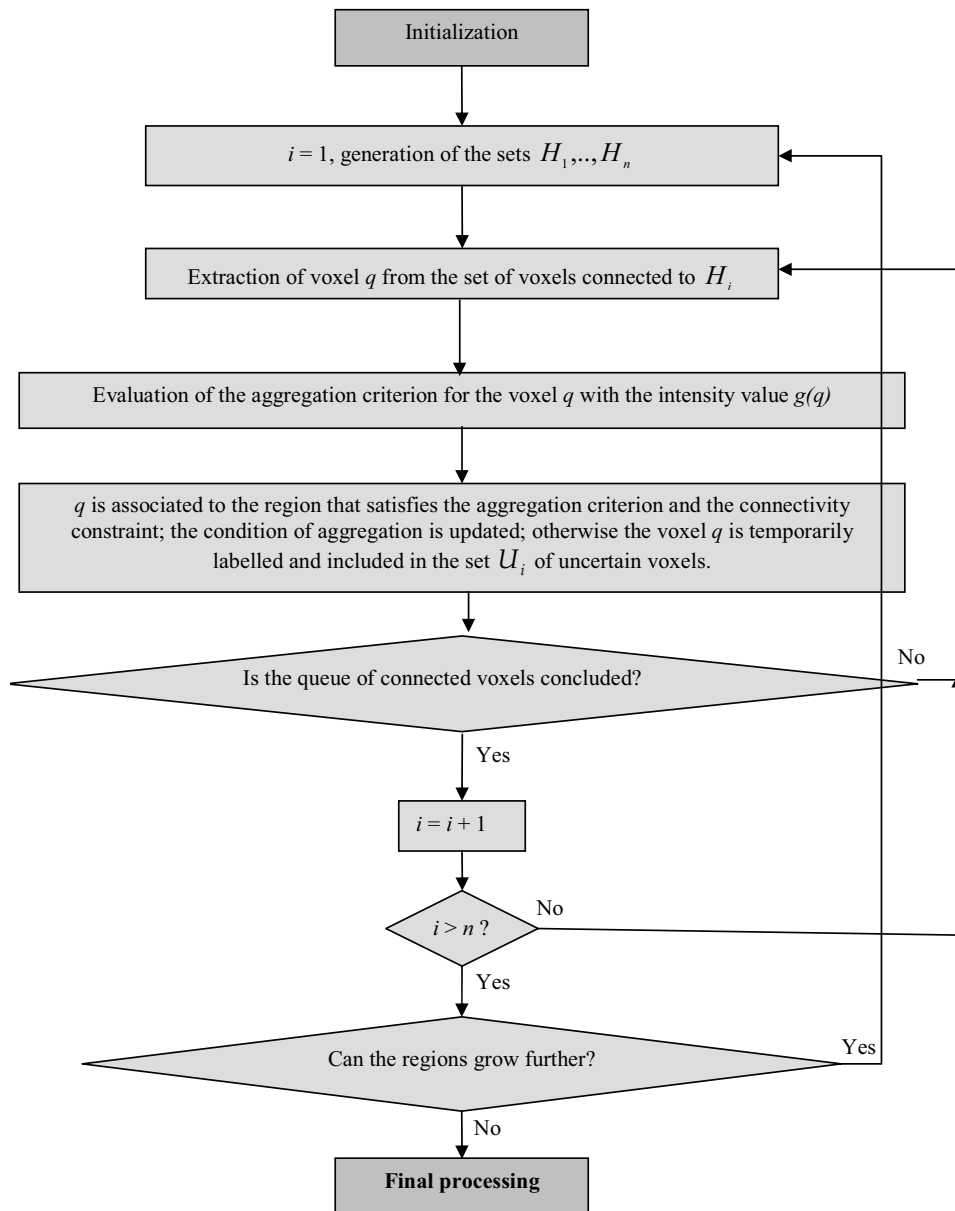 Initialization
i = 1, generation of the sets H₁,..,Hₙ
Extraction of voxel q from the set of voxels connected to Hᵢ
Evaluation of the aggregation criterion for the voxel q with the intensity value g(q)
q is associated to the region that satisfies the aggregation criterion and the connectivity
constraint; the condition of aggregation is updated; otherwise the voxel q is temporarily
labelled and included in the set Uᵢ of uncertain voxels.
Is the queue of connected voxels concluded?
No
Yes
i = i + 1
i > n ?
No
Yes
Can the regions grow further?
Yes
No
Final processing